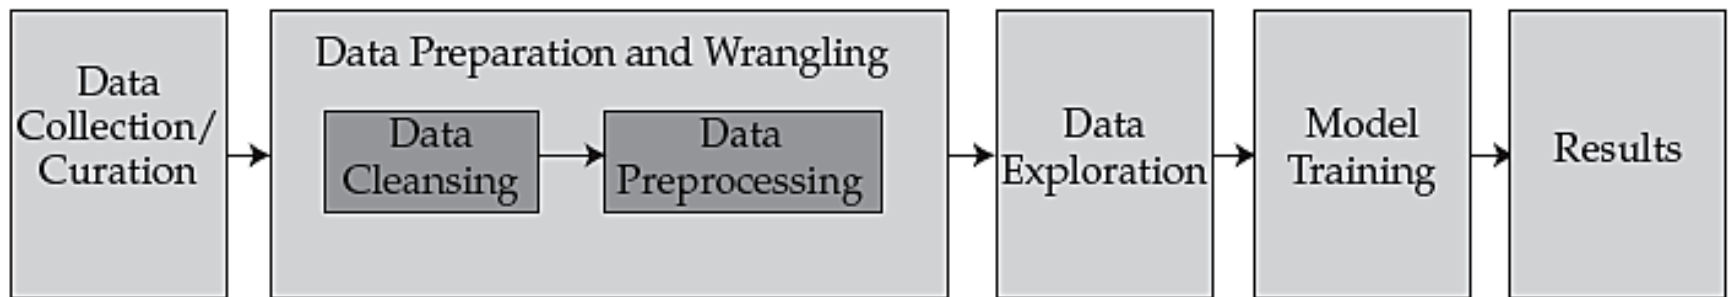 Data
Collection/
Curation
Data Preparation and Wrangling
Data
Cleansing
Data
Preprocessing
Data
Exploration
Model
Training
Results